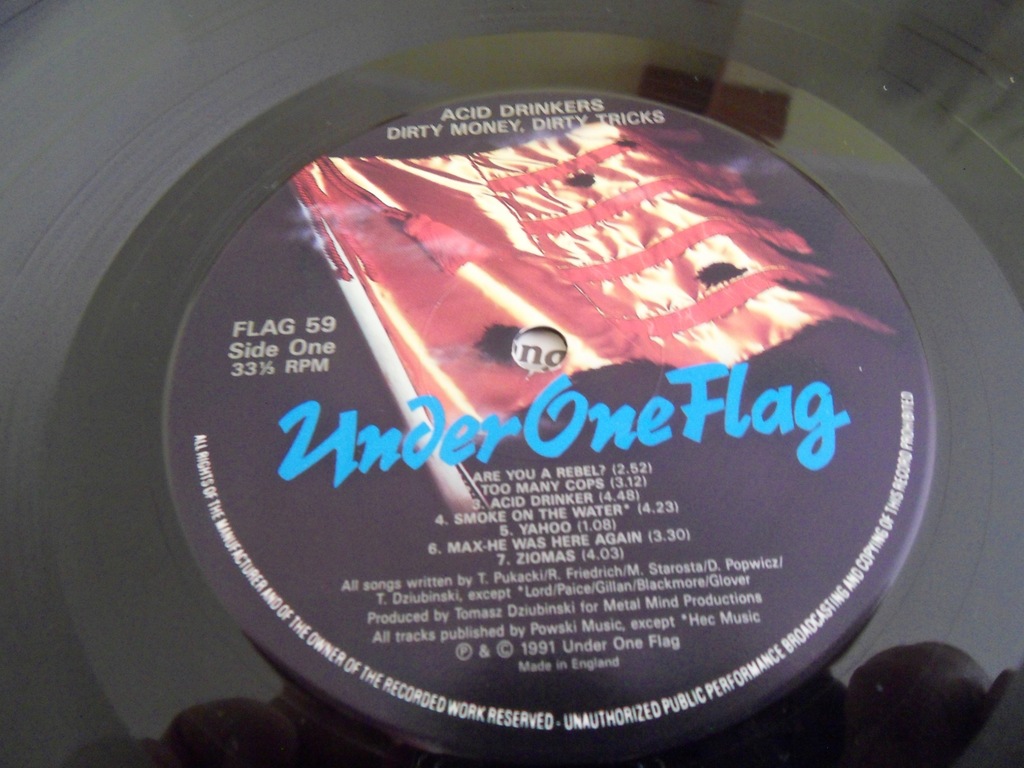 ACID DRINKERS
DIRTY MONEY, DIRTY TRICKS
FLAG 59
Side One
33⅓ RPM
no
Under One Flag
ARE YOU A REBEL? (2.52)
TOO MANY COPS (3.12)
3. ACID DRINKER (4.48)
4. SMOKE ON THE WATER* (4.23)
5. YAHOO (1.08)
6. MAX-HE WAS HERE AGAIN (3.30)
7. ZIOMAS (4.03)
All songs written by T. Pukacki/R. Friedrich/M. Starosta/D. Popwicz/
T. Dziubinski, except *Lord/Paice/Gillan/Blackmore/Glover
Produced by Tomasz Dziubinski for Metal Mind Productions
All tracks published by Powski Music, except *Hec Music
℗ & © 1991 Under One Flag
Made in England
ALL RIGHTS OF THE MANUFACTURER AND OF THE OWNER OF THE RECORDED WORK RESERVED - UNAUTHORIZED PUBLIC PERFORMANCE BROADCASTING AND COPYING OF THIS RECORD PROHIBITED